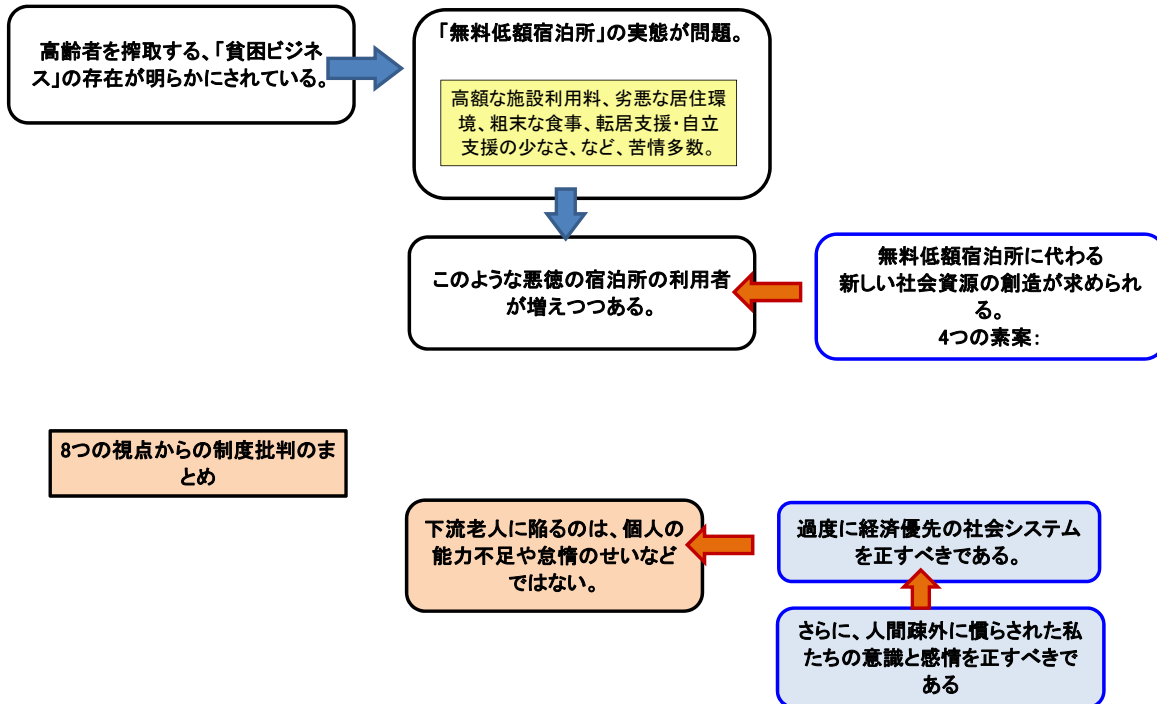 高齢者を搾取する、「貧困ビジネ
ス」の存在が明らかにされている。
「無料低額宿泊所」の実態が問題。
高額な施設利用料、劣悪な居住環
境、粗末な食事、転居支援・自立
支援の少なさ、など、苦情多数。
このような悪徳の宿泊所の利用者
が増えつつある。
無料低額宿泊所に代わる
新しい社会資源の創造が求められ
る。
4つの素案:
8つの視点からの制度批判のま
とめ
下流老人に陥るのは、個人の
能力不足や怠惰のせいなど
ではない。
過度に経済優先の社会システム
を正すべきである。
さらに、人間疎外に慣らされた私
たちの意識と感情を正すべきで
ある